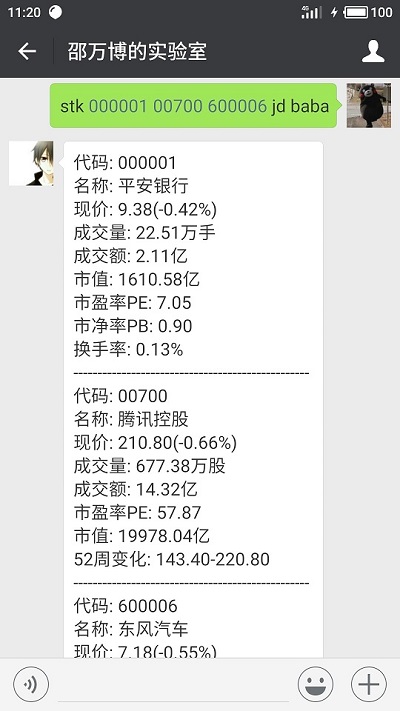 11:20
4G
100
邵万博的实验室
stk 000001 00700 600006 jd baba
代码: 000001
名称: 平安银行
现价: 9.38(-0.42%)
成交量: 22.51万手
成交额: 2.11亿
市值: 1610.58亿
市盈率PE: 7.05
市净率PB: 0.90
换手率: 0.13%
--------------------------------------------------
代码: 00700
名称: 腾讯控股
现价: 210.80(-0.66%)
成交量: 677.38万股
成交额: 14.32亿
市盈率PE: 57.87
市值: 19978.04亿
52周变化: 143.40-220.80
--------------------------------------------------
代码: 600006
名称: 东风汽车
现价: 7.18(-0.55%)